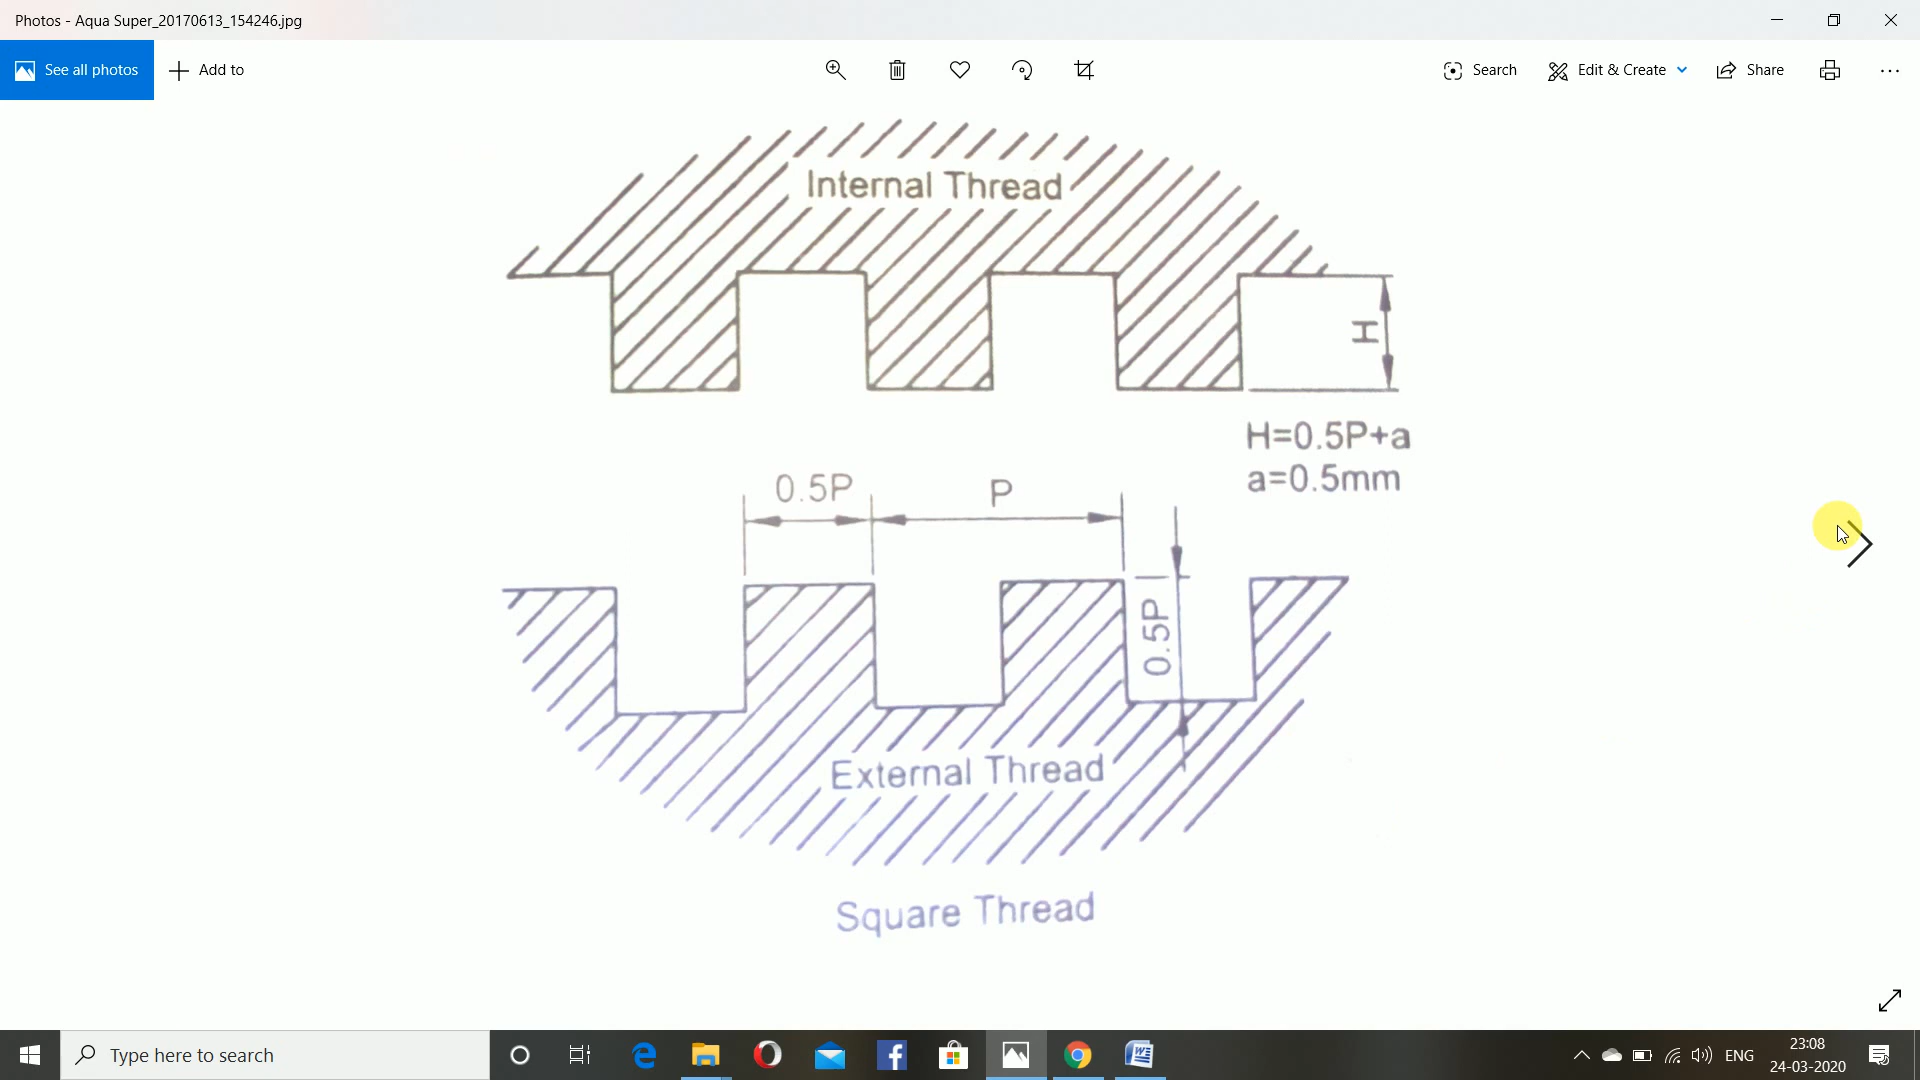 Photos - Aqua Super_20170613_154246.jpg
See all photos
Add to
Search
Edit & Create
Share
Internal Thread
H
H=0.5P+a
a=0.5mm
0.5P
P
0.5P
External Thread
Square Thread
Type here to search
ENG
23:08
24-03-2020